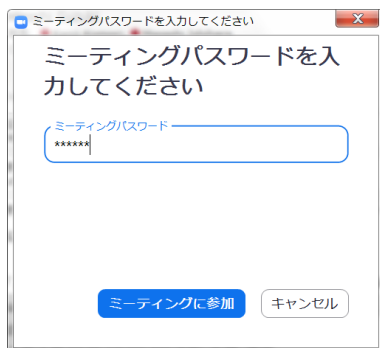 ミーティングパスワードを入力してください
ミーティングパスワードを入
力してください
ミーティングパスワード
******
ミーティングに参加
キャンセル